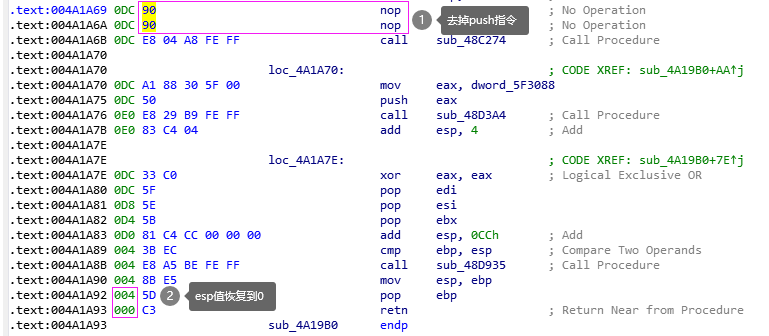 .text:004A1A69 0DC 90 nop ; No Operation
.text:004A1A6A 0DC 90 nop ; No Operation
1 去掉push指令
.text:004A1A6B 0DC E8 04 A8 FE FF call sub_48C274 ; Call Procedure
.text:004A1A70
.text:004A1A70 loc_4A1A70: ; CODE XREF: sub_4A19B0+AA↑j
.text:004A1A70 0DC A1 88 30 5F 00 mov eax, dword_5F3088
.text:004A1A75 0DC 50 push eax
.text:004A1A76 0E0 E8 29 B9 FE FF call sub_48D3A4 ; Call Procedure
.text:004A1A7B 0E0 83 C4 04 add esp, 4 ; Add
.text:004A1A7E
.text:004A1A7E loc_4A1A7E: ; CODE XREF: sub_4A19B0+7E↑j
.text:004A1A7E 0DC 33 C0 xor eax, eax ; Logical Exclusive OR
.text:004A1A80 0DC 5F pop edi
.text:004A1A81 0D8 5E pop esi
.text:004A1A82 0D4 5B pop ebx
.text:004A1A83 0D0 81 C4 CC 00 00 00 add esp, 0CCh ; Add
.text:004A1A89 004 3B EC cmp ebp, esp ; Compare Two Operands
.text:004A1A8B 004 E8 A5 BE FE FF call sub_48D935 ; Call Procedure
.text:004A1A90 004 8B E5 mov esp, ebp
.text:004A1A92 004 5D pop ebp
2 esp值恢复到0
.text:004A1A93 000 C3 retn ; Return Near from Procedure
.text:004A1A93 sub_4A19B0 endp